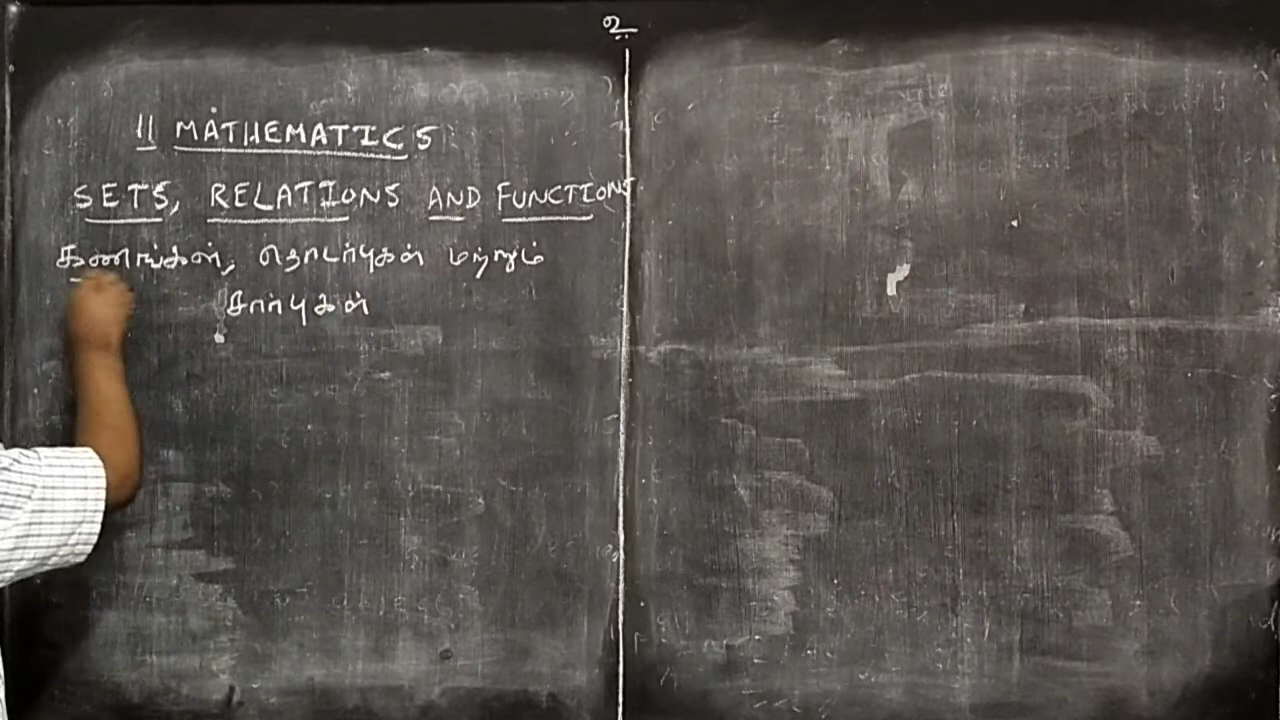 உ
11 MATHEMATICS
SETS, RELATIONS AND FUNCTIONS
கணங்கள், தொடர்புகள் மற்றும்
சார்புகள்